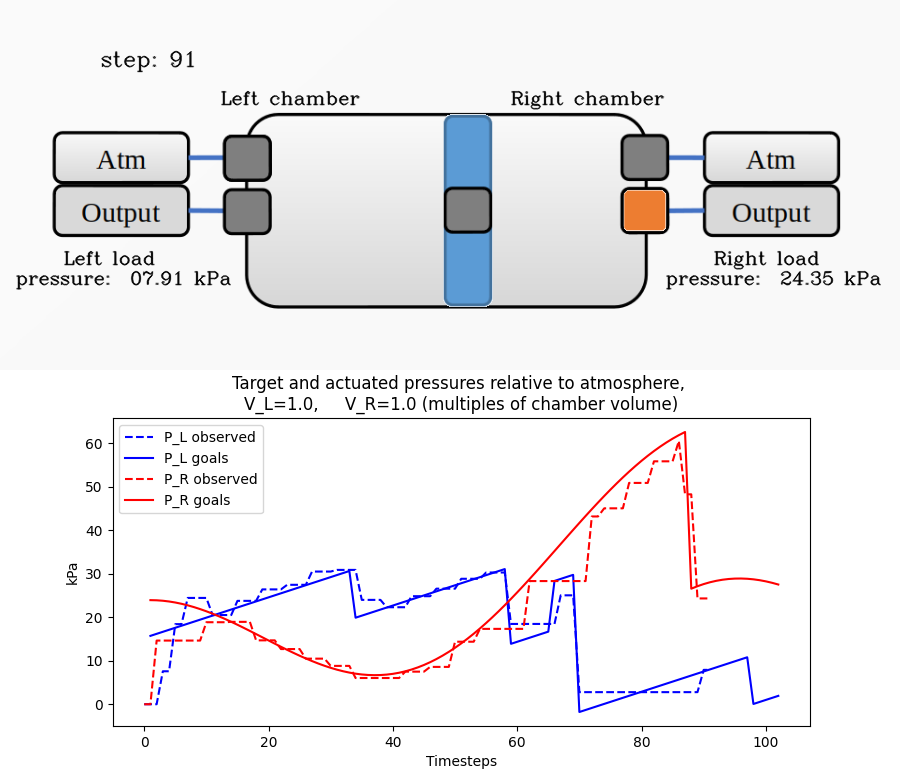 step: 91
Left chamber
Right chamber
Atm
Atm
Output
Output
Left load
pressure: 07.91 kPa
Right load
pressure: 24.35 kPa
Target and actuated pressures relative to atmosphere,
V_L=1.0, V_R=1.0 (multiples of chamber volume)
P_L observed
P_L goals
P_R observed
P_R goals
kPa
60
50
40
30
20
10
0
0 20 40 60 80 100
Timesteps